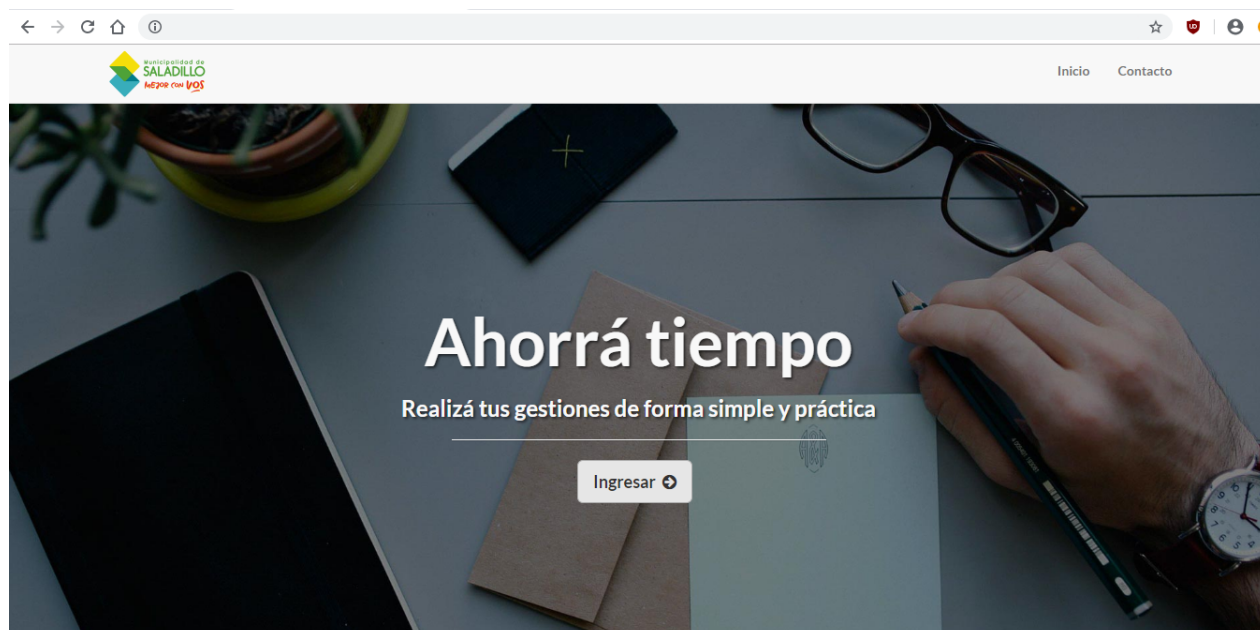 Municipalidad de
SALADILLO
MEJOR CON VOS
Inicio Contacto
Ahorrá tiempo
Realizá tus gestiones de forma simple y práctica
Ingresar